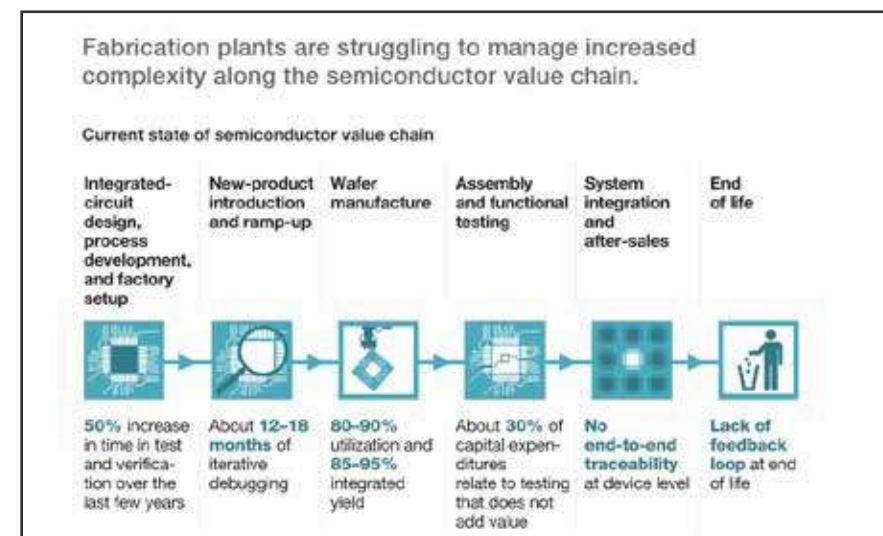 Fabrication plants are struggling to manage increased
complexity along the semiconductor value chain.
Current state of semiconductor value chain
Integrated-
circuit
design,
process
development,
and factory
setup
New-product
introduction
and ramp-up
Wafer
manufacture
Assembly
and functional
testing
System
integration
and
after-sales
End
of life
50% increase
in time in test
and verifica-
tion over the
last few years
About 12–18
months of
iterative
debugging
80–90%
utilization and
85–95%
integrated
yield
About 30% of
capital expen-
ditures
relate to testing
that does not
add value
No
end-to-end
traceability
at device level
Lack of
feedback
loop at end
of life